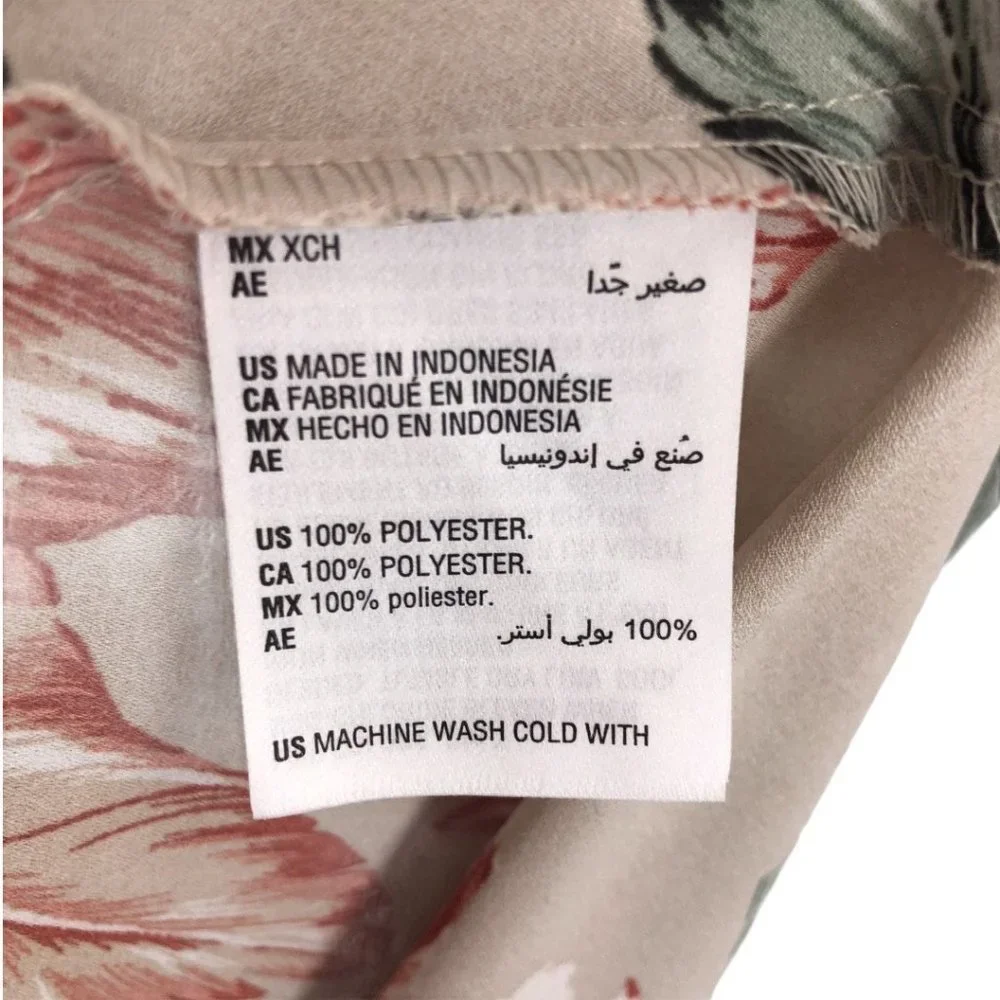 MX XCH
AE صغير جّدا
US MADE IN INDONESIA
CA FABRIQUÉ EN INDONÉSIE
MX HECHO EN INDONESIA
AE صُنع في إندونيسيا
US 100% POLYESTER.
CA 100% POLYESTER.
MX 100% poliester.
AE 100% بولي أستر.
US MACHINE WASH COLD WITH